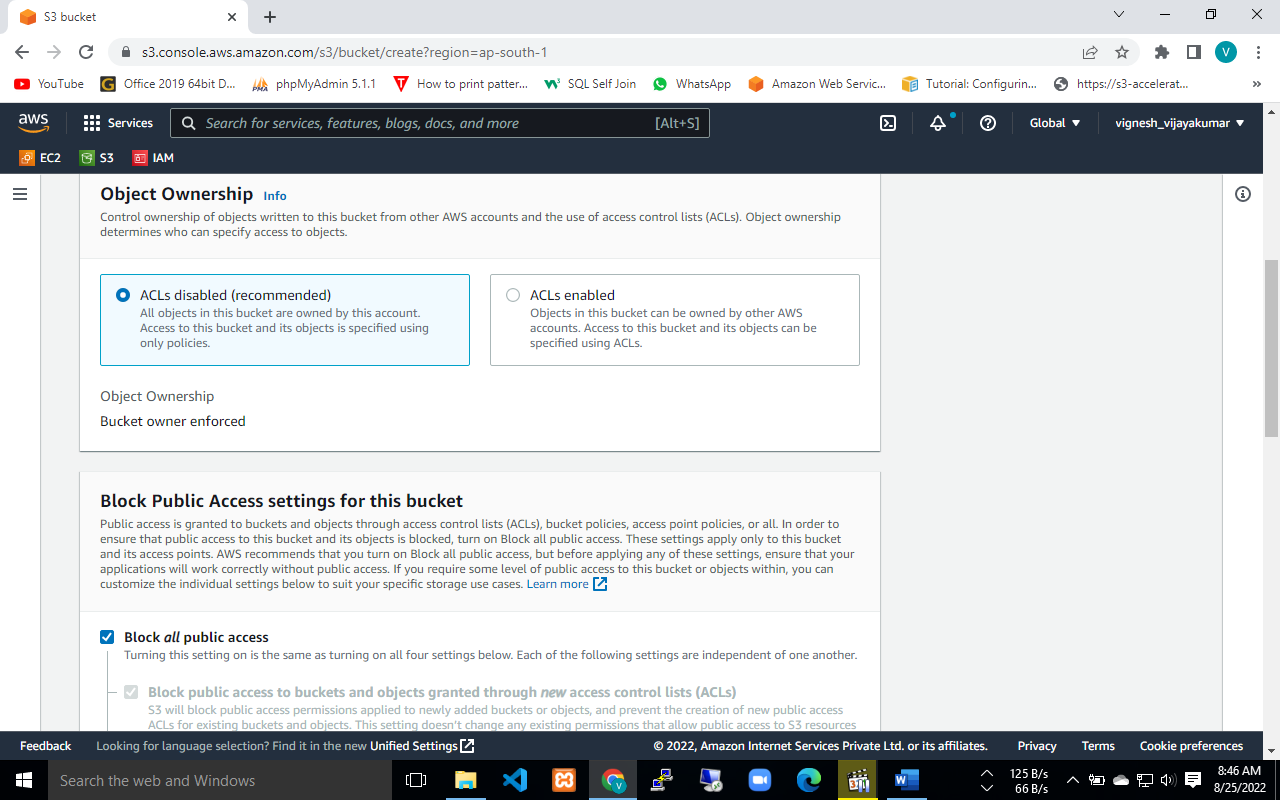 S3 bucket
s3.console.aws.amazon.com/s3/bucket/create?region=ap-south-1
V
YouTube
Office 2019 64bit D...
phpMyAdmin 5.1.1
How to print patter...
SQL Self Join
WhatsApp
Amazon Web Servic...
Tutorial: Configurin...
https://s3-accelerat...
»
aws
Services
Search for services, features, blogs, docs, and more [Alt+S]
Global
vignesh_vijayakumar
EC2
S3
IAM
Object Ownership Info
Control ownership of objects written to this bucket from other AWS accounts and the use of access control lists (ACLs). Object ownership
determines who can specify access to objects.
ACLs disabled (recommended)
All objects in this bucket are owned by this account.
Access to this bucket and its objects is specified using
only policies.
ACLs enabled
Objects in this bucket can be owned by other AWS
accounts. Access to this bucket and its objects can be
specified using ACLs.
Object Ownership
Bucket owner enforced
Block Public Access settings for this bucket
Public access is granted to buckets and objects through access control lists (ACLs), bucket policies, access point policies, or all. In order to
ensure that public access to this bucket and its objects is blocked, turn on Block all public access. These settings apply only to this bucket
and its access points. AWS recommends that you turn on Block all public access, but before applying any of these settings, ensure that your
applications will work correctly without public access. If you require some level of public access to this bucket or objects within, you can
customize the individual settings below to suit your specific storage use cases. Learn more
Block all public access
Turning this setting on is the same as turning on all four settings below. Each of the following settings are independent of one another.
Block public access to buckets and objects granted through new access control lists (ACLs)
S3 will block public access permissions applied to newly added buckets or objects, and prevent the creation of new public access
ACLs for existing buckets and objects. This setting doesn't change any existing permissions that allow public access to S3 resources
Feedback
Looking for language selection? Find it in the new Unified Settings
© 2022, Amazon Internet Services Private Ltd. or its affiliates.
Privacy
Terms
Cookie preferences
Search the web and Windows
125 B/s
66 B/s
8:46 AM
8/25/2022